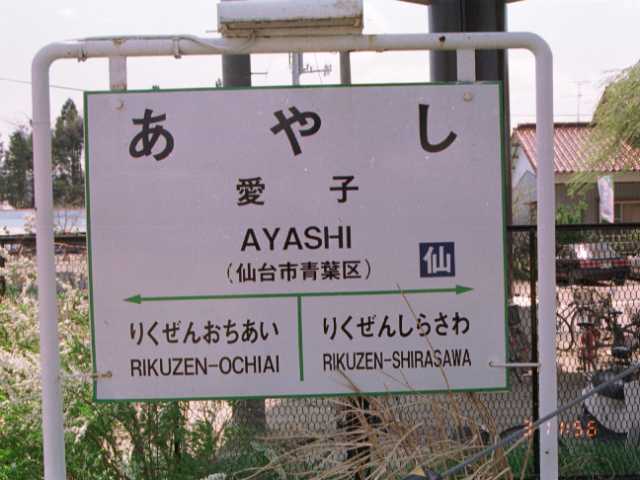 あやし
愛子
AYASHI
(仙台市青葉区)
仙
りくぜんおちあい
RIKUZEN-OCHIAI
りくぜんしらさわ
RIKUZEN-SHIRASAWA